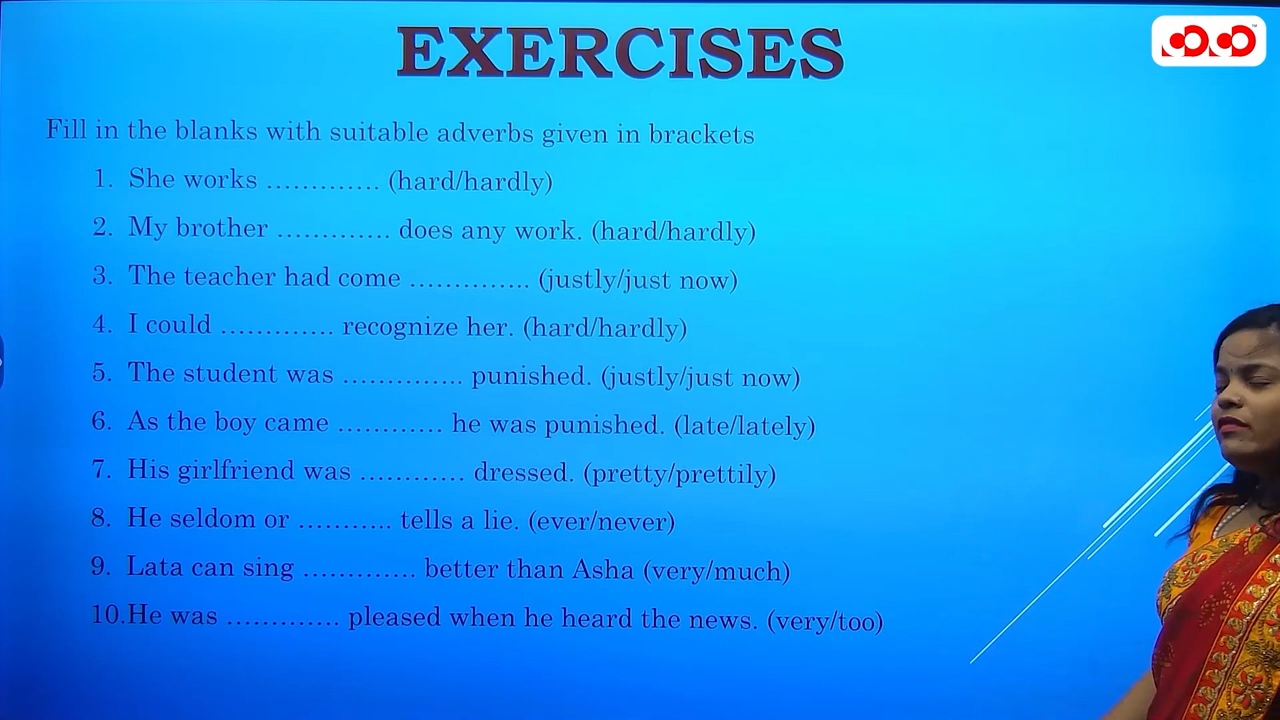 EXERCISES
Fill in the blanks with suitable adverbs given in brackets
1. She works ............. (hard/hardly)
2. My brother ............. does any work. (hard/hardly)
3. The teacher had come .............. (justly/just now)
4. I could ............. recognize her. (hard/hardly)
5. The student was .............. punished. (justly/just now)
6. As the boy came ............ he was punished. (late/lately)
7. His girlfriend was ............ dressed. (pretty/prettily)
8. He seldom or ........... tells a lie. (ever/never)
9. Lata can sing ............. better than Asha (very/much)
10.He was ............. pleased when he heard the news. (very/too)